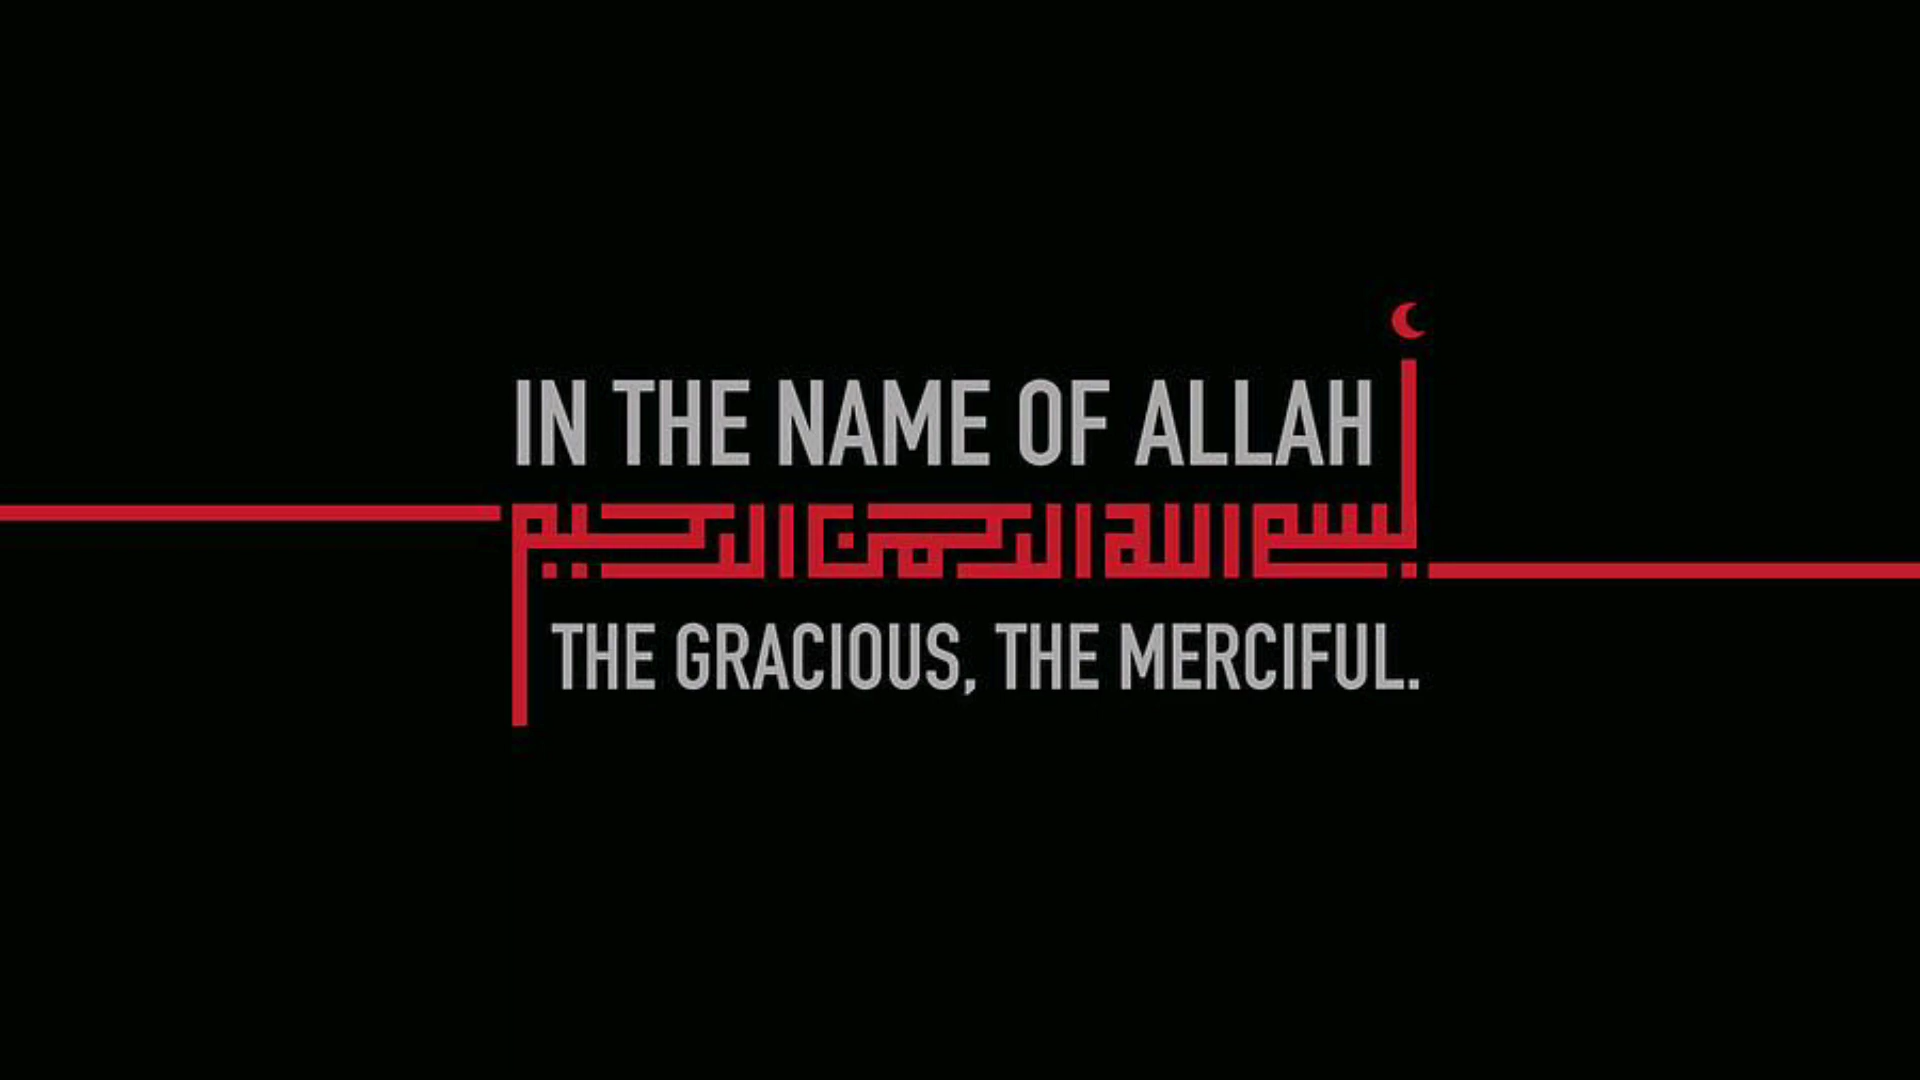 IN THE NAME OF ALLAH
بسم الله الرحمن الرحيم
THE GRACIOUS, THE MERCIFUL.